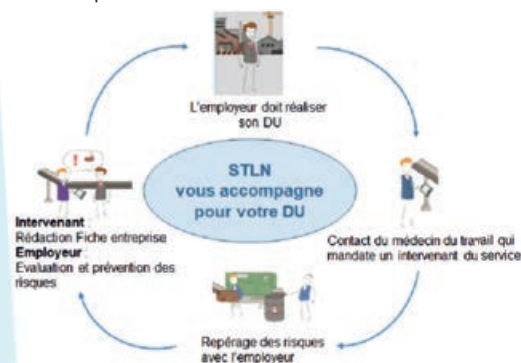 L'employeur doit réaliser
son DU
STLN
vous accompagne
pour votre DU
Contact du médecin du travail qui
mandate un intervenant du service
Repérage des risques
avec l'employeur
Intervenant :
Rédaction Fiche entreprise
Employeur :
Evaluation et prévention des
risques